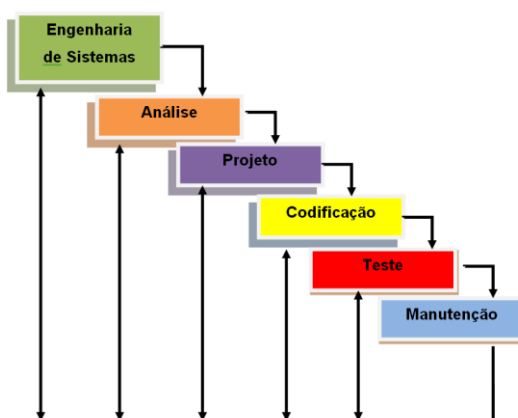 Engenharia
de Sistemas
Análise
Projeto
Codificação
Teste
Manutenção